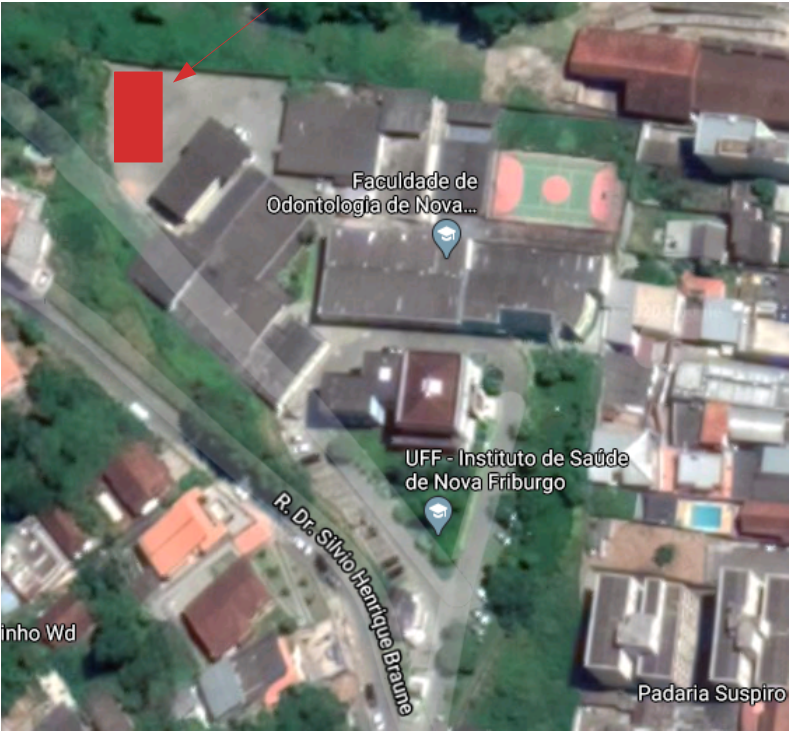 Faculdade de
Odontologia de Nova...
UFF - Instituto de Saúde
de Nova Friburgo
R. Dr. Sílvio Henrique Braune
inho Wd
Padaria Suspiro